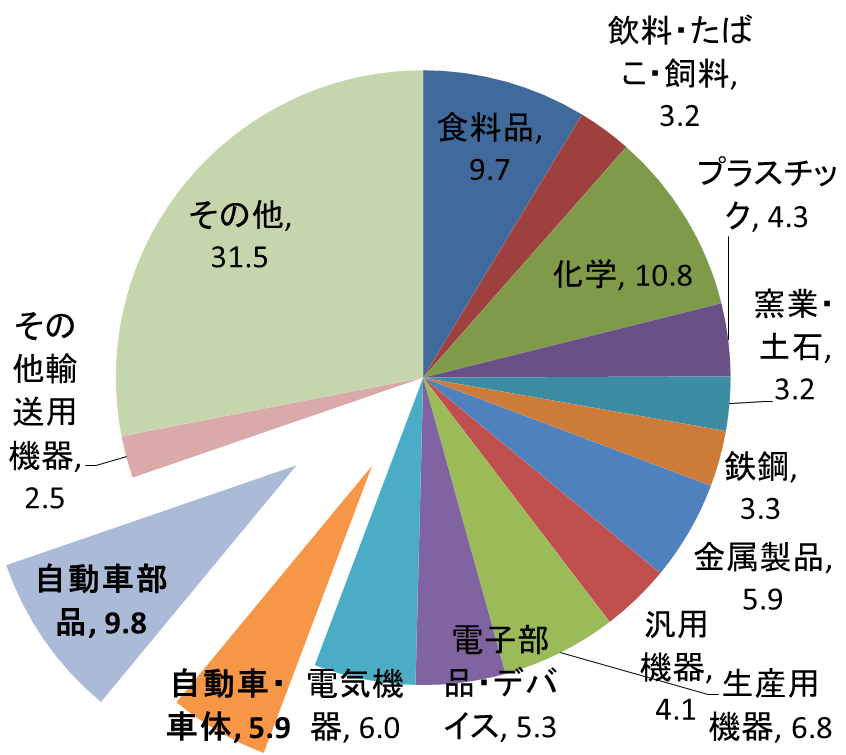 飲料・たば
こ・飼料,
3.2
食料品,
9.7
プラスチッ
ク, 4.3
化学, 10.8
窯業・
土石,
3.2
鉄鋼,
3.3
金属製品,
5.9
汎用
機器,
4.1
生産用
機器, 6.8
電子部
品・デバ
イス, 5.3
電気機
器, 6.0
自動車・
車体, 5.9
自動車部
品, 9.8
その
他輸
送用
機器,
2.5
その他,
31.5